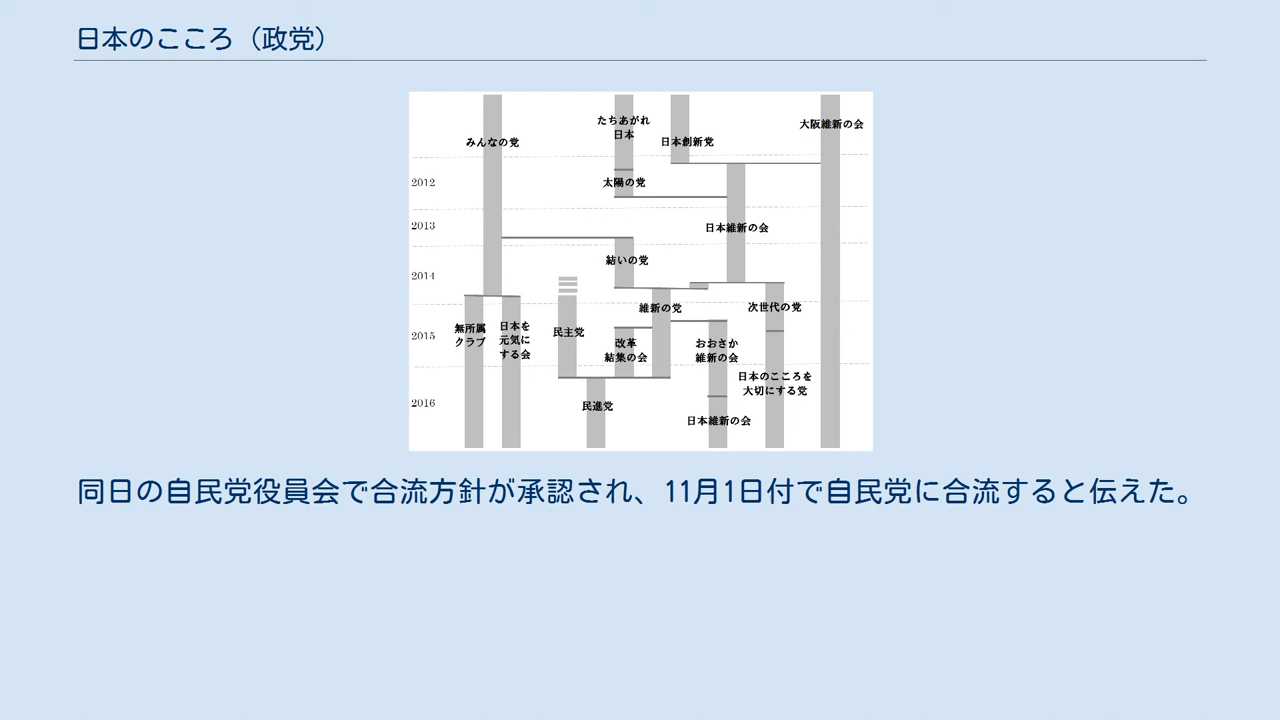 日本のこころ（政党）
みんなの党
たちあがれ
日本
日本創新党
大阪維新の会
2012
太陽の党
2013
日本維新の会
2014
結いの党
維新の党
次世代の党
2015
無所属
クラブ
日本を
元気に
する会
民主党
改革
結集の会
おおさか
維新の会
日本のこころを
大切にする党
2016
民進党
日本維新の会
同日の自民党役員会で合流方針が承認され、11月1日付で自民党に合流すると伝えた。